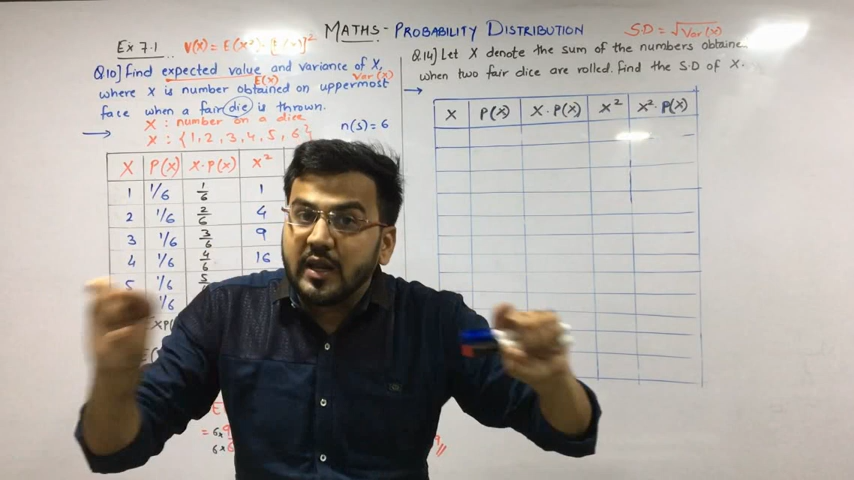 MATHS - PROBABILITY DISTRIBUTION
Ex 7.1
V(X) = E(X²) - [E(X)]²
Q.10] Find expected value and variance of X,
E(X)
Var(X)
where X is number obtained on uppermost
face when a fair die is thrown.
X : number on a dice
X : {1, 2, 3, 4, 5, 6}
n(S) = 6
X P(X) X·P(X) X²
1 1/6 1/6 1
2 1/6 2/6 4
3 1/6 3/6 9
4 1/6 4/6 16
5 1/6 5
1/6
S.D = √Var(X)
Q.14] Let X denote the sum of the numbers obtaine
when two fair dice are rolled. Find the S.D of X.
X P(X) X·P(X) X² X²·P(X)